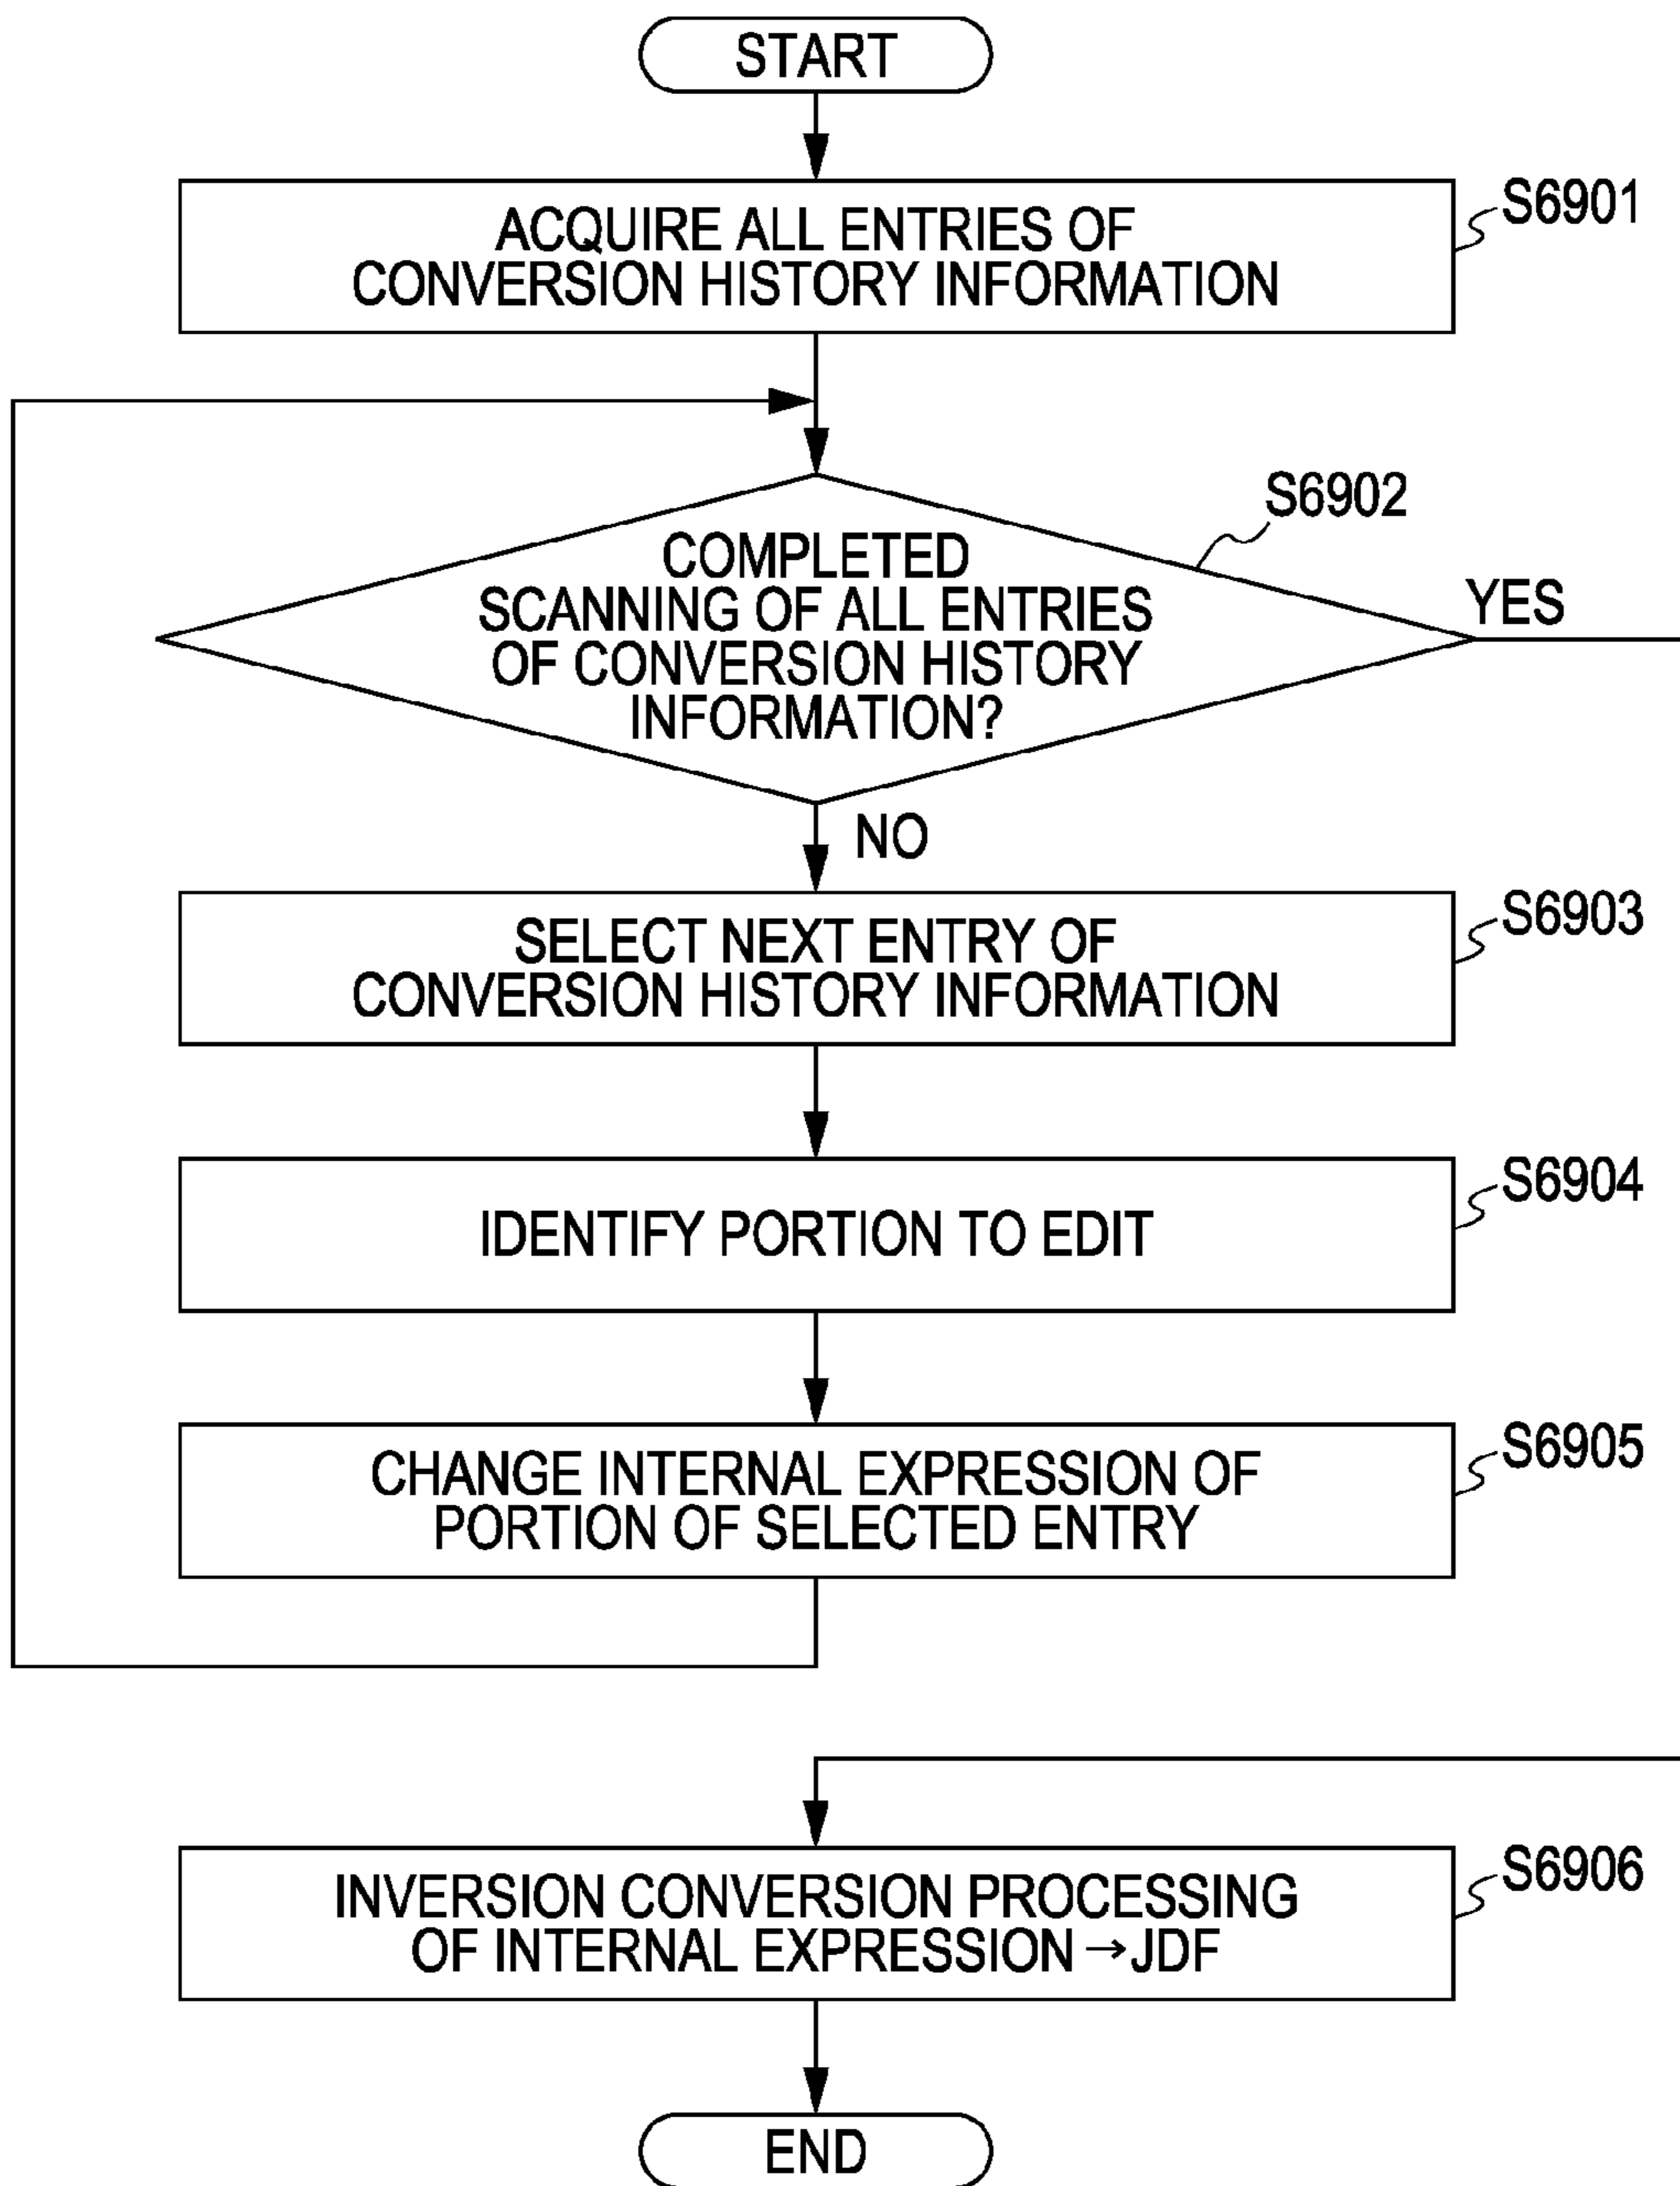 START
ACQUIRE ALL ENTRIES OF
CONVERSION HISTORY INFORMATION
S6901
S6902
COMPLETED
SCANNING OF ALL ENTRIES
OF CONVERSION HISTORY
INFORMATION?
YES
NO
SELECT NEXT ENTRY OF
CONVERSION HISTORY INFORMATION
S6903
IDENTIFY PORTION TO EDIT
S6904
CHANGE INTERNAL EXPRESSION OF
PORTION OF SELECTED ENTRY
S6905
INVERSION CONVERSION PROCESSING
OF INTERNAL EXPRESSION →JDF
S6906
END